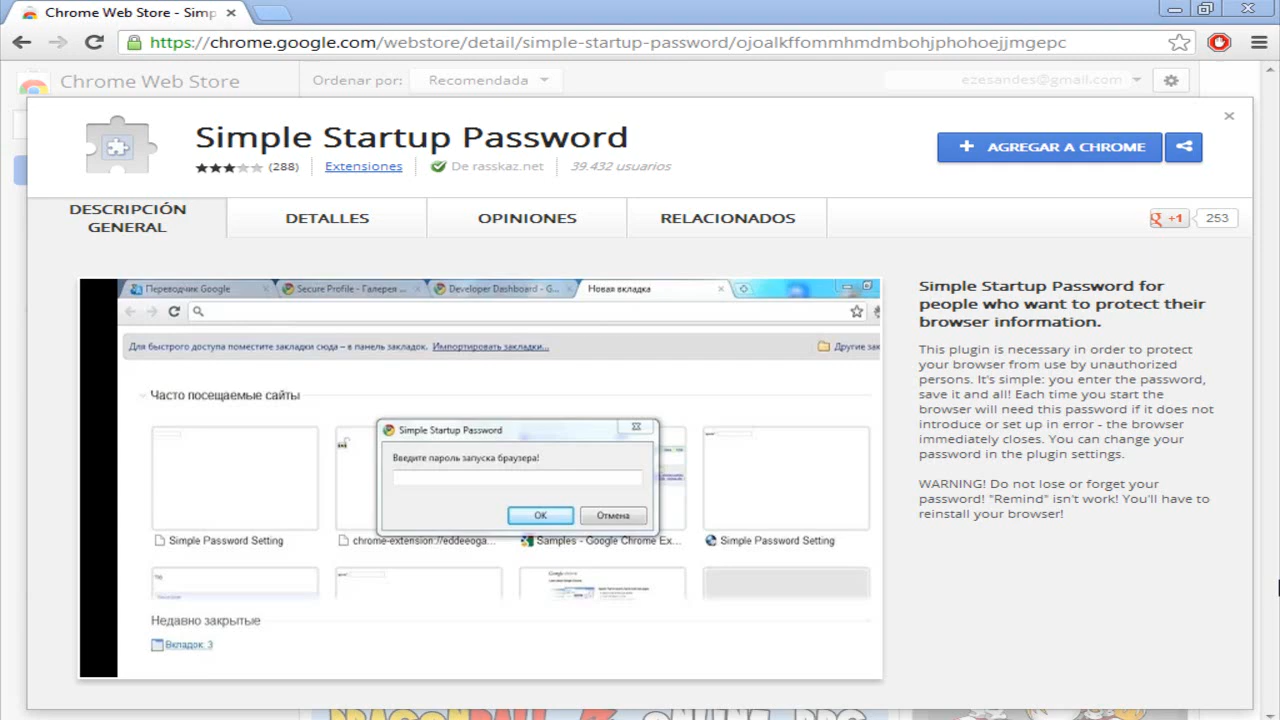 Chrome Web Store - Simp
https://chrome.google.com/webstore/detail/simple-startup-password/ojoalkffommhmdmbohjphohoejjmgepc
Chrome Web Store
Ordenar por:
Recomendada
ezesandes@gmail.com
Simple Startup Password
(288)
Extensiones
De rasskaz.net
39.432 usuarios
AGREGAR A CHROME
DESCRIPCIÓN
GENERAL
DETALLES
OPINIONES
RELACIONADOS
+1
253
Переводчик Google
Secure Profile - Галерея ...
Developer Dashboard - G...
Новая вкладка
Для быстрого доступа поместите закладки сюда – в панель закладок. Импортировать закладки...
Другие зак
Часто посещаемые сайты
Simple Startup Password
Введите пароль запуска браузера!
OK
Отмена
Simple Password Setting
chrome-extension://eddeeoga...
Samples - Google Chrome Ex...
Simple Password Setting
Недавно закрытые
Вкладок: 3
Simple Startup Password for
people who want to protect their
browser information.
This plugin is necessary in order to protect
your browser from use by unauthorized
persons. It's simple: you enter the password,
save it and all! Each time you start the
browser will need this password if it does not
introduce or set up in error - the browser
immediately closes. You can change your
password in the plugin settings.
WARNING! Do not lose or forget your
password! "Remind" isn't work! You'll have to
reinstall your browser!